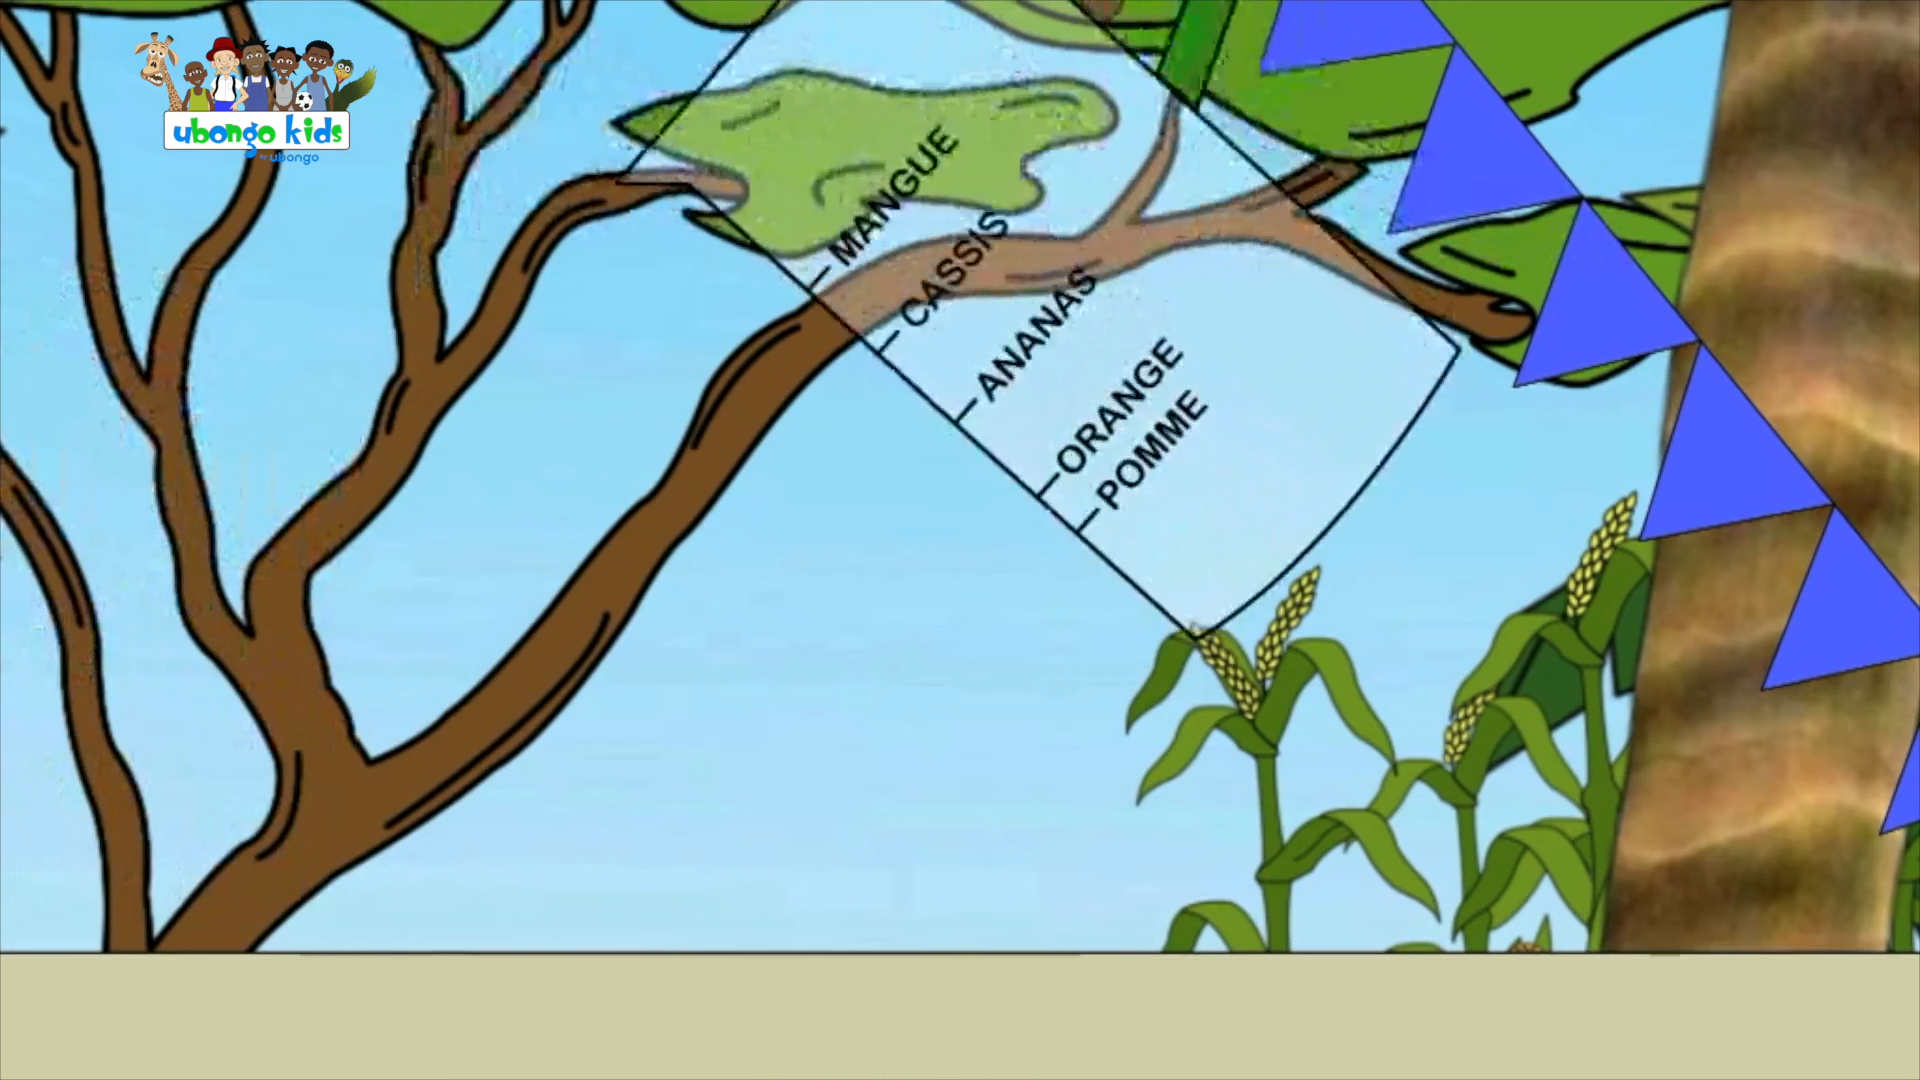 ubongo kids
by ubongo
MANGUE
CASSIS
ANANAS
ORANGE
POMME